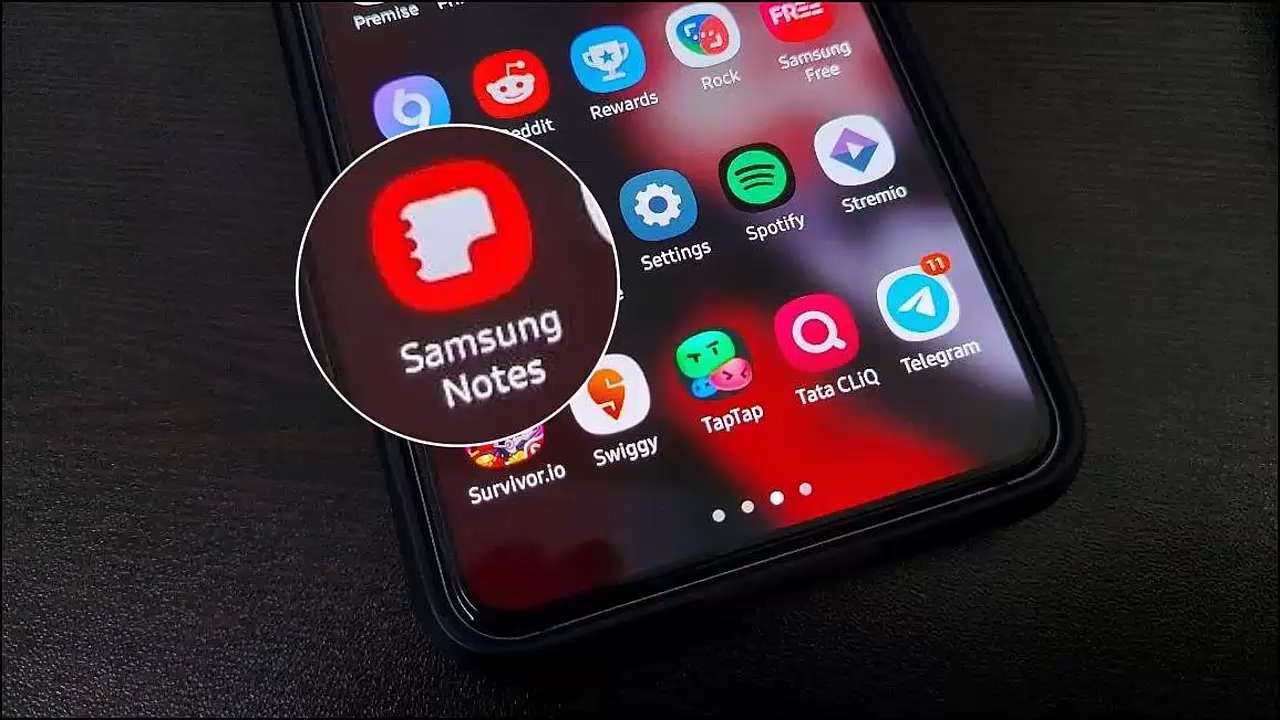 Premise
FREE
Reddit
Rewards
Rock
Samsung
Free
Samsung
Notes
Settings
Spotify
Stremio
11
Survivor.io
Swiggy
TapTap
Tata CLiQ
Telegram